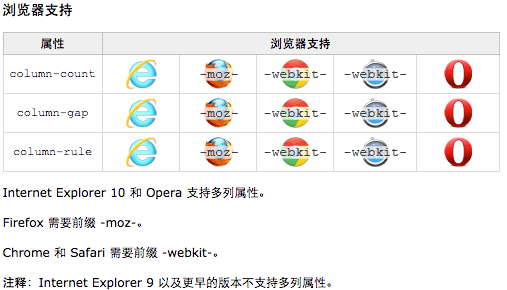 浏览器支持
属性 浏览器支持
column-count -moz- -webkit- -webkit-
column-gap -moz- -webkit- -webkit-
column-rule -moz- -webkit- -webkit-
Internet Explorer 10 和 Opera 支持多列属性。
Firefox 需要前缀 -moz-。
Chrome 和 Safari 需要前缀 -webkit-。
注释：Internet Explorer 9 以及更早的版本不支持多列属性。